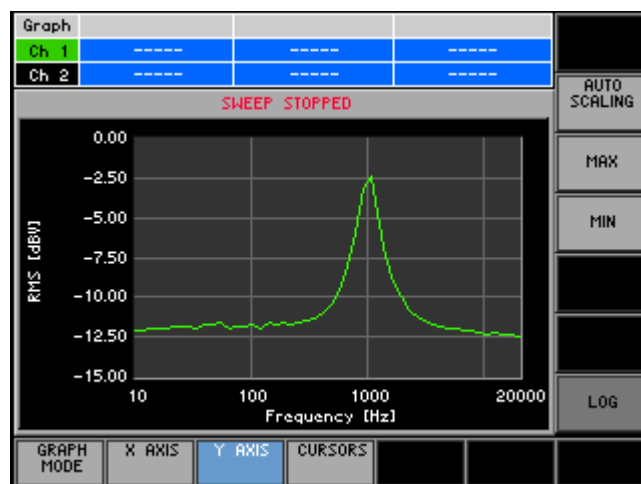 Graph
Ch 1 ----- ----- -----
Ch 2 ----- ----- -----
SWEEP STOPPED
AUTO
SCALING
MAX
MIN
LOG
RMS [dBV]
0.00
-2.50
-5.00
-7.50
-10.00
-12.50
-15.00
10 100 1000 20000
Frequency [Hz]
GRAPH
MODE
X AXIS
Y AXIS
CURSORS